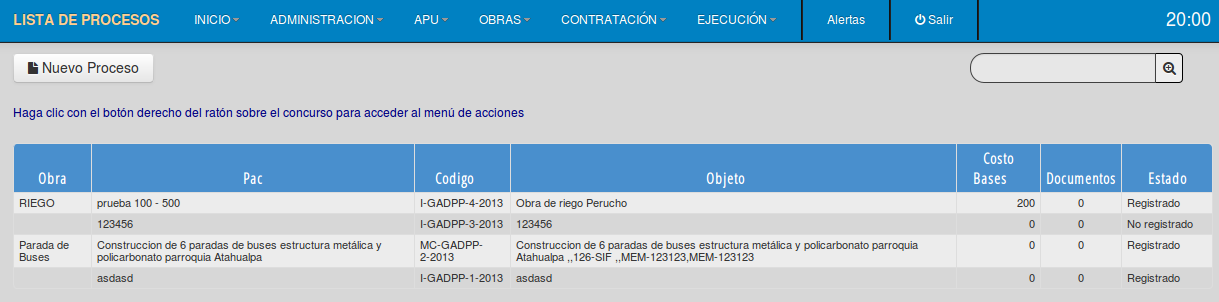 LISTA DE PROCESOS INICIO ADMINISTRACION APU OBRAS CONTRATACIÓN EJECUCIÓN Alertas Salir 20:00
Nuevo Proceso
Haga clic con el botón derecho del ratón sobre el concurso para acceder al menú de acciones
Obra Pac Codigo Objeto Costo Bases Documentos Estado
RIEGO prueba 100 - 500 I-GADPP-4-2013 Obra de riego Perucho 200 0 Registrado
123456 I-GADPP-3-2013 123456 0 0 No registrado
Parada de Construccion de 6 paradas de buses estructura metálica y MC-GADPP- Construccion de 6 paradas de buses estructura metálica y policarbonato parroquia 0 0 Registrado
Buses policarbonato parroquia Atahualpa 2-2013 Atahualpa ,,126-SIF ,,MEM-123123,MEM-123123
asdasd I-GADPP-1-2013 asdasd 0 0 Registrado